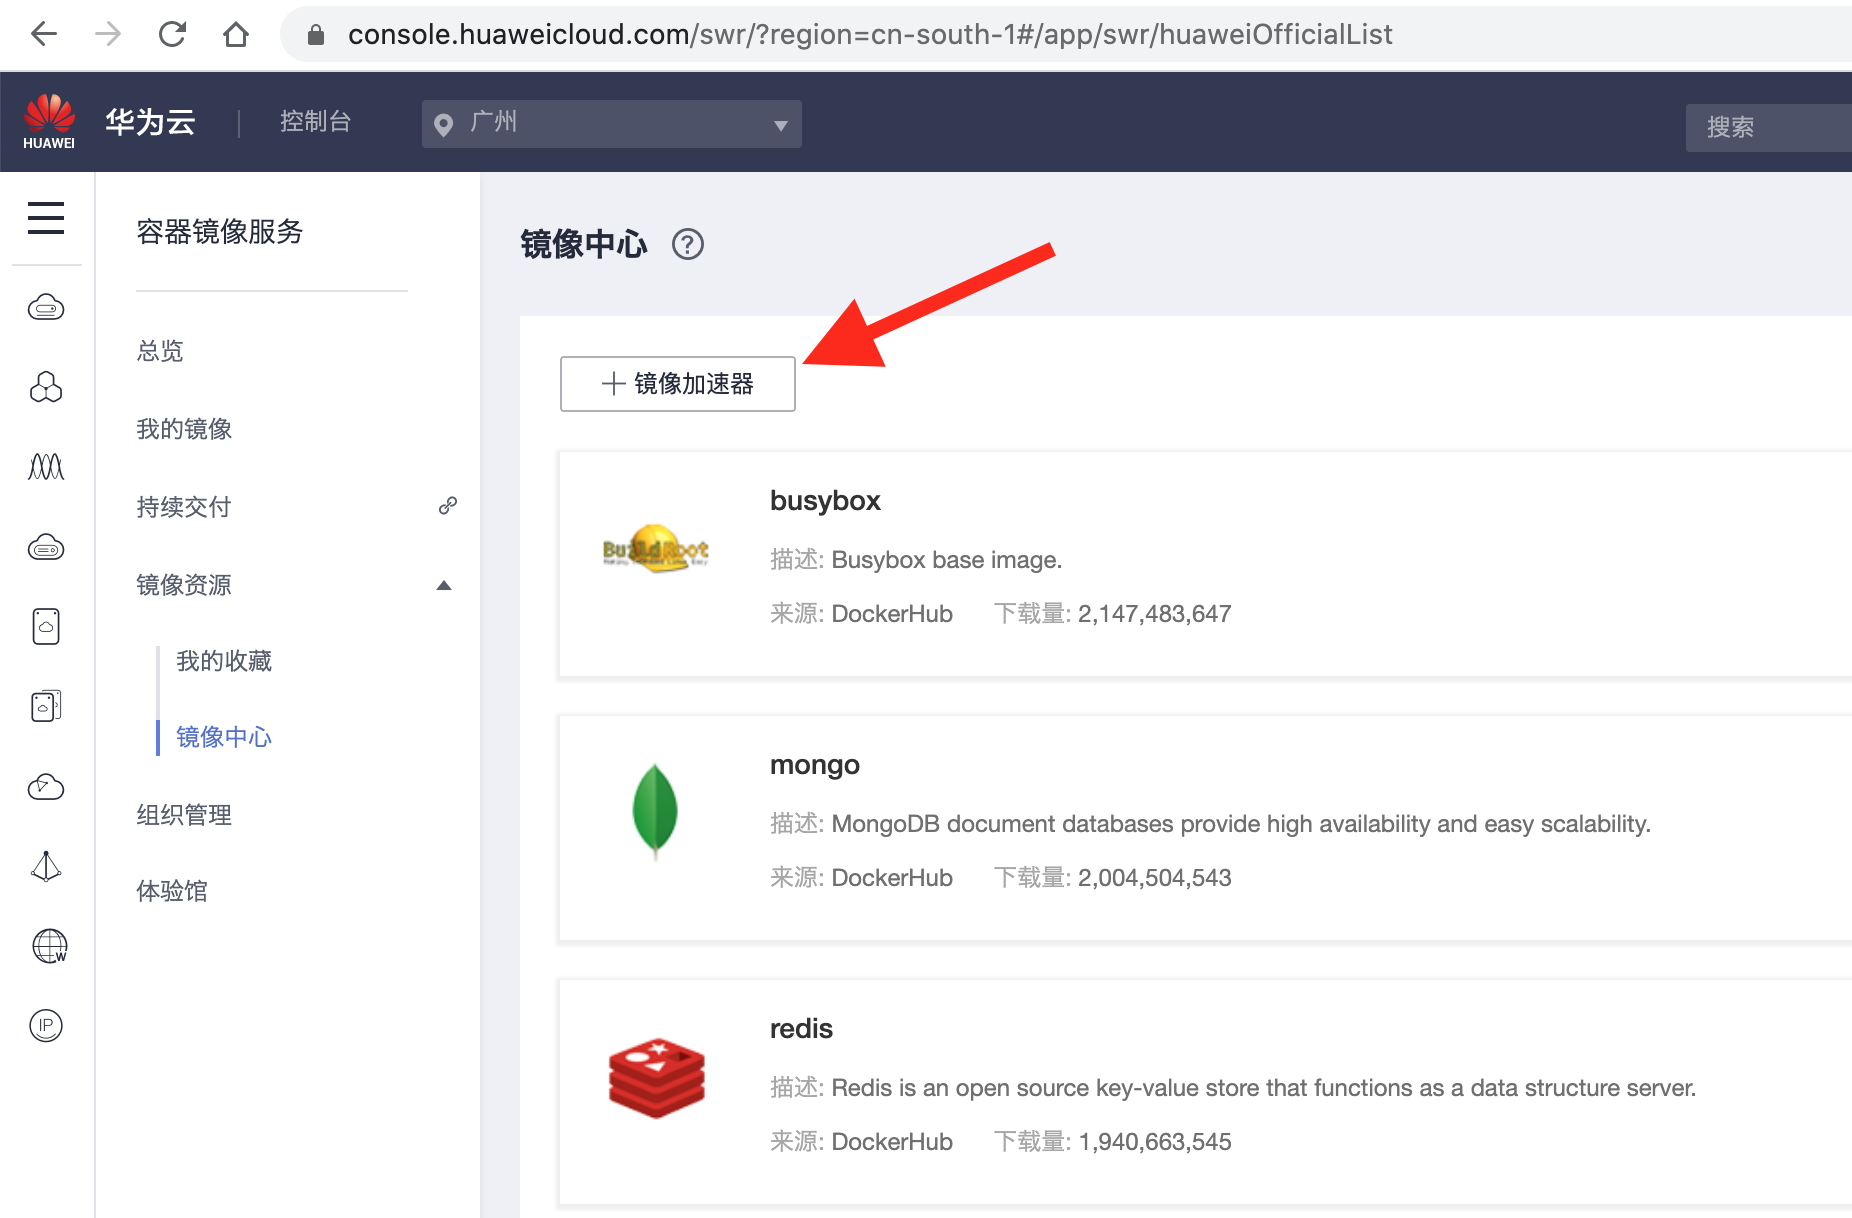 console.huaweicloud.com/swr/?region=cn-south-1#/app/swr/huaweiOfficialList
HUAWEI
华为云
控制台
广州
搜索
容器镜像服务
总览
我的镜像
持续交付
镜像资源
我的收藏
镜像中心
组织管理
体验馆
W
IP
镜像中心 ?
镜像加速器
busybox
描述: Busybox base image.
来源: DockerHub 下载量: 2,147,483,647
mongo
描述: MongoDB document databases provide high availability and easy scalability.
来源: DockerHub 下载量: 2,004,504,543
redis
描述: Redis is an open source key-value store that functions as a data structure server.
来源: DockerHub 下载量: 1,940,663,545